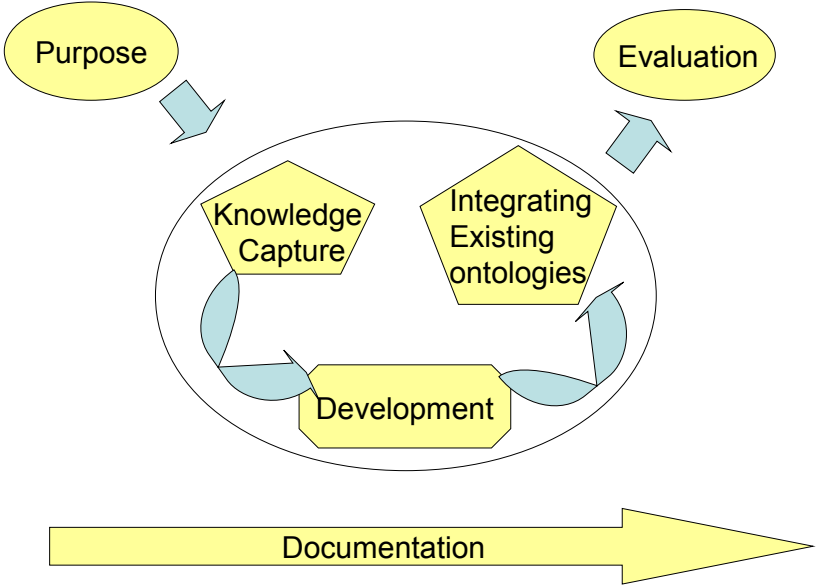 Purpose
Evaluation
Knowledge
Capture
Integrating
Existing
ontologies
Development
Documentation